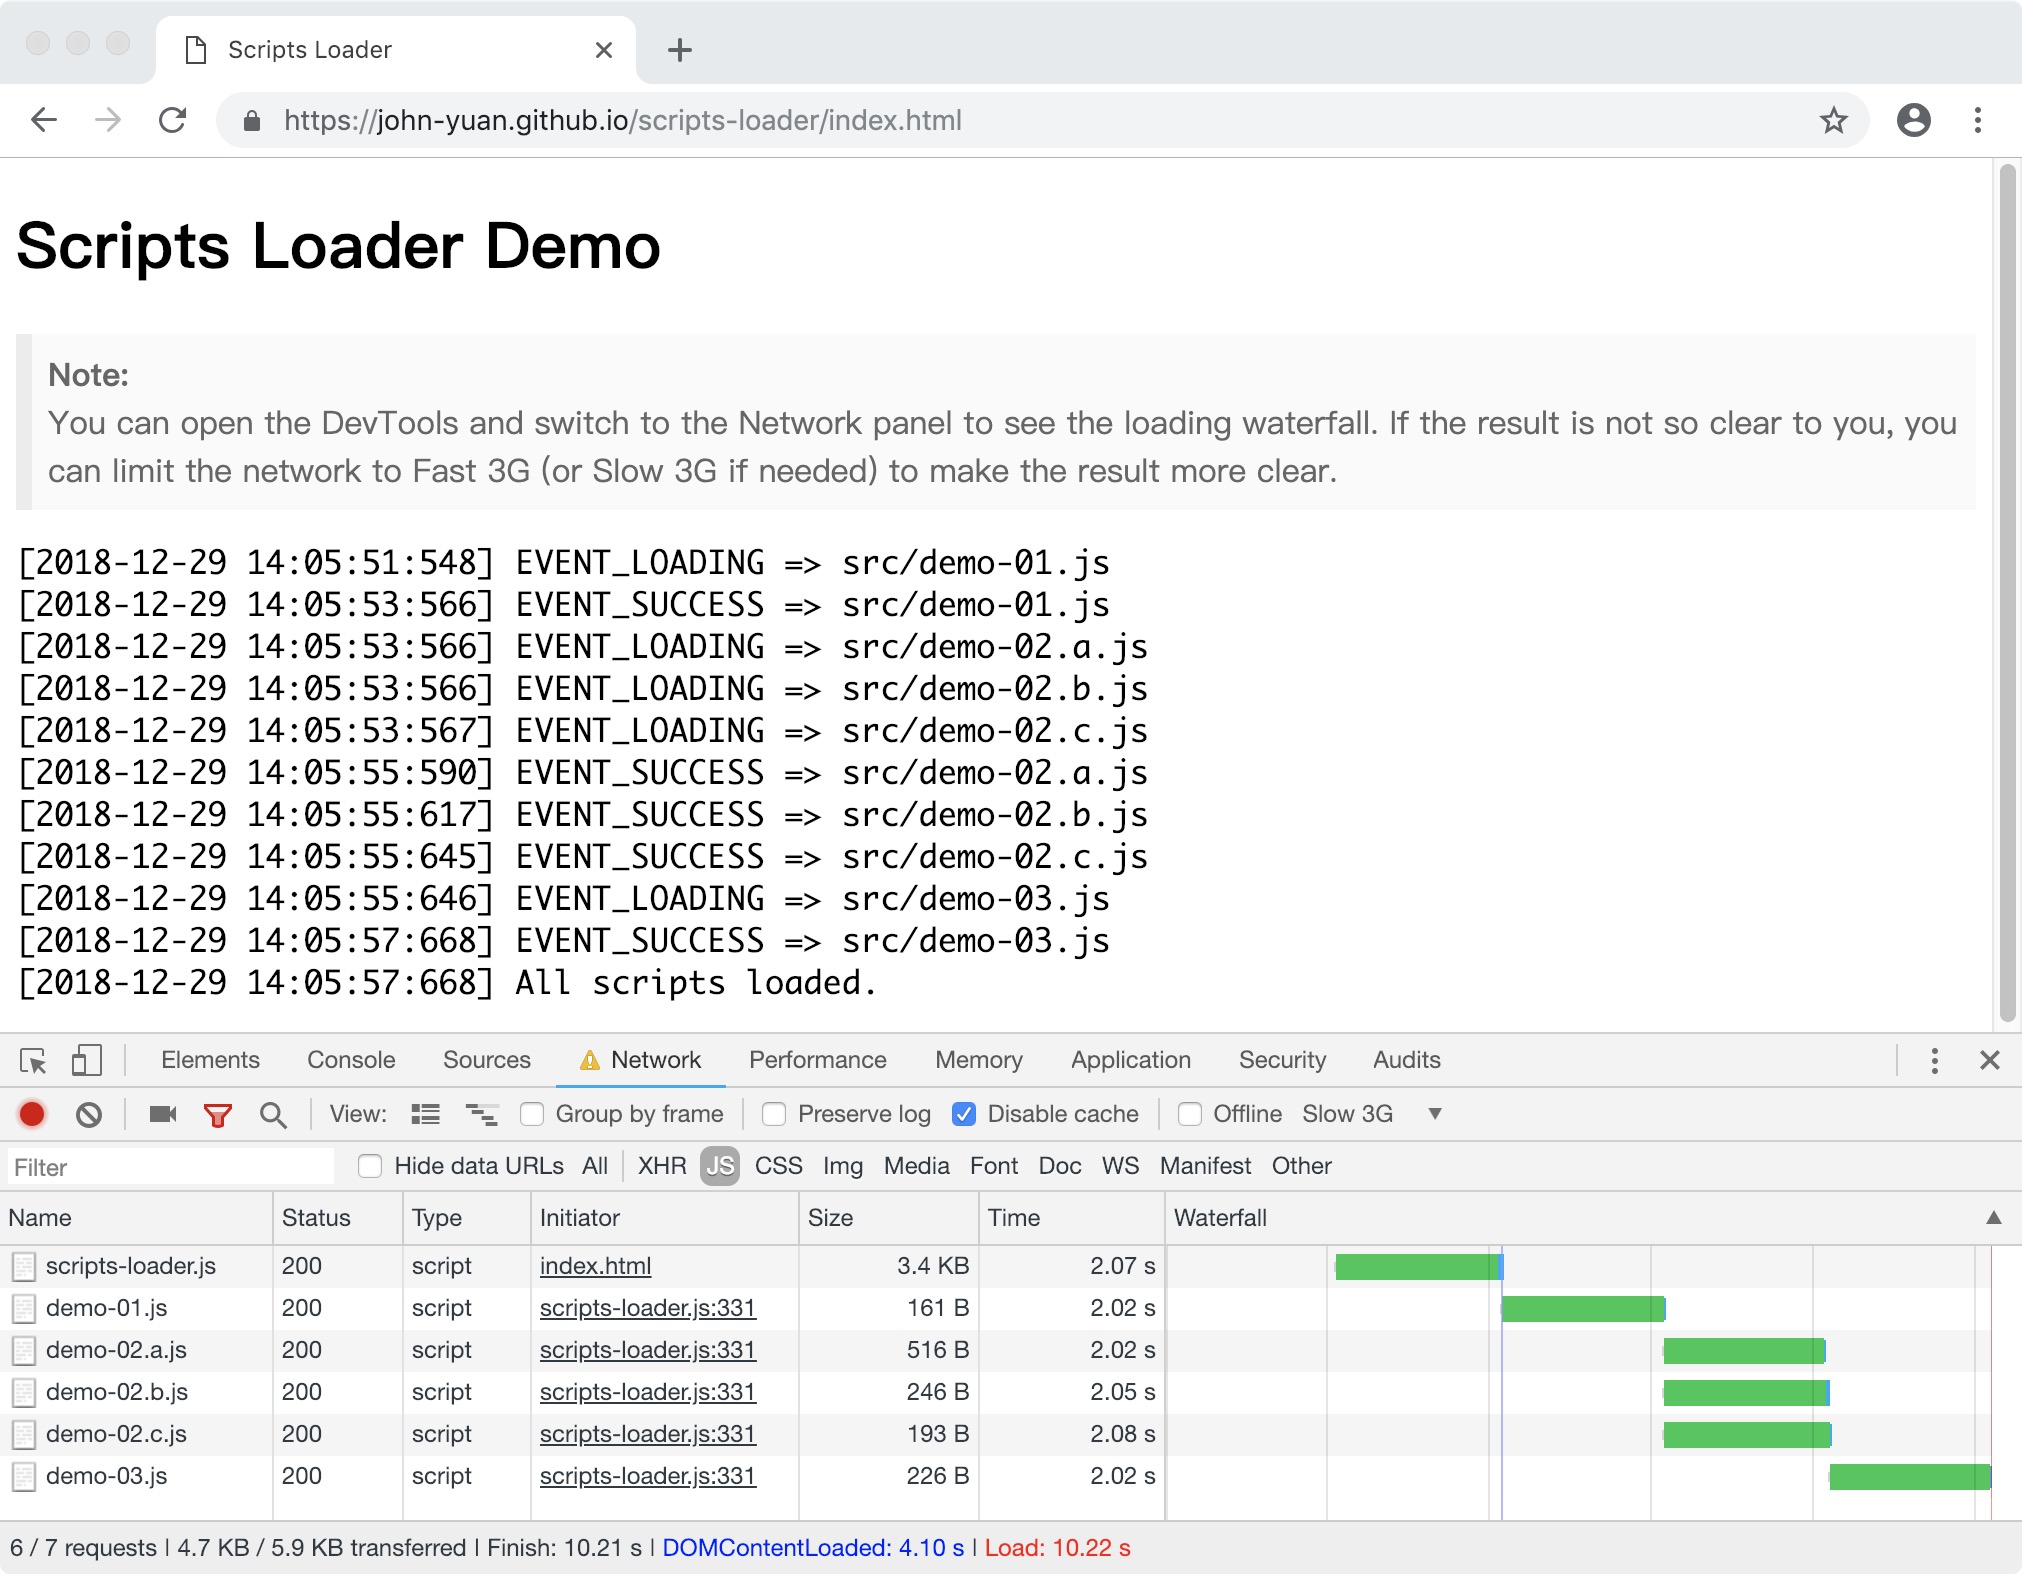 Scripts Loader
https://john-yuan.github.io/scripts-loader/index.html
Scripts Loader Demo
Note:
You can open the DevTools and switch to the Network panel to see the loading waterfall. If the result is not so clear to you, you
can limit the network to Fast 3G (or Slow 3G if needed) to make the result more clear.
[2018-12-29 14:05:51:548] EVENT_LOADING => src/demo-01.js
[2018-12-29 14:05:53:566] EVENT_SUCCESS => src/demo-01.js
[2018-12-29 14:05:53:566] EVENT_LOADING => src/demo-02.a.js
[2018-12-29 14:05:53:566] EVENT_LOADING => src/demo-02.b.js
[2018-12-29 14:05:53:567] EVENT_LOADING => src/demo-02.c.js
[2018-12-29 14:05:55:590] EVENT_SUCCESS => src/demo-02.a.js
[2018-12-29 14:05:55:617] EVENT_SUCCESS => src/demo-02.b.js
[2018-12-29 14:05:55:645] EVENT_SUCCESS => src/demo-02.c.js
[2018-12-29 14:05:55:646] EVENT_LOADING => src/demo-03.js
[2018-12-29 14:05:57:668] EVENT_SUCCESS => src/demo-03.js
[2018-12-29 14:05:57:668] All scripts loaded.
Elements Console Sources Network Performance Memory Application Security Audits
View: Group by frame Preserve log Disable cache Offline Slow 3G
Filter Hide data URLs All XHR JS CSS Img Media Font Doc WS Manifest Other
Name Status Type Initiator Size Time Waterfall
scripts-loader.js 200 script index.html 3.4 KB 2.07 s
demo-01.js 200 script scripts-loader.js:331 161 B 2.02 s
demo-02.a.js 200 script scripts-loader.js:331 516 B 2.02 s
demo-02.b.js 200 script scripts-loader.js:331 246 B 2.05 s
demo-02.c.js 200 script scripts-loader.js:331 193 B 2.08 s
demo-03.js 200 script scripts-loader.js:331 226 B 2.02 s
6 / 7 requests | 4.7 KB / 5.9 KB transferred | Finish: 10.21 s | DOMContentLoaded: 4.10 s | Load: 10.22 s